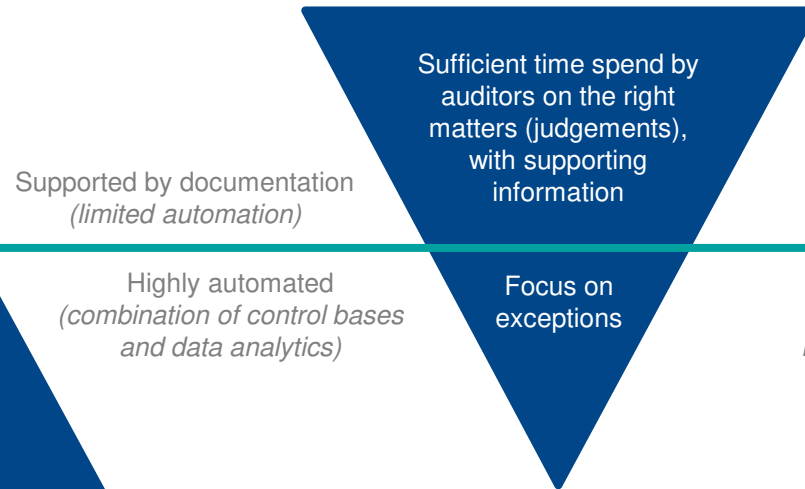 Sufficient time spend by
auditors on the right
matters (judgements),
with supporting
information
Supported by documentation
(limited automation)
Highly automated
(combination of control bases
and data analytics)
Focus on
exceptions